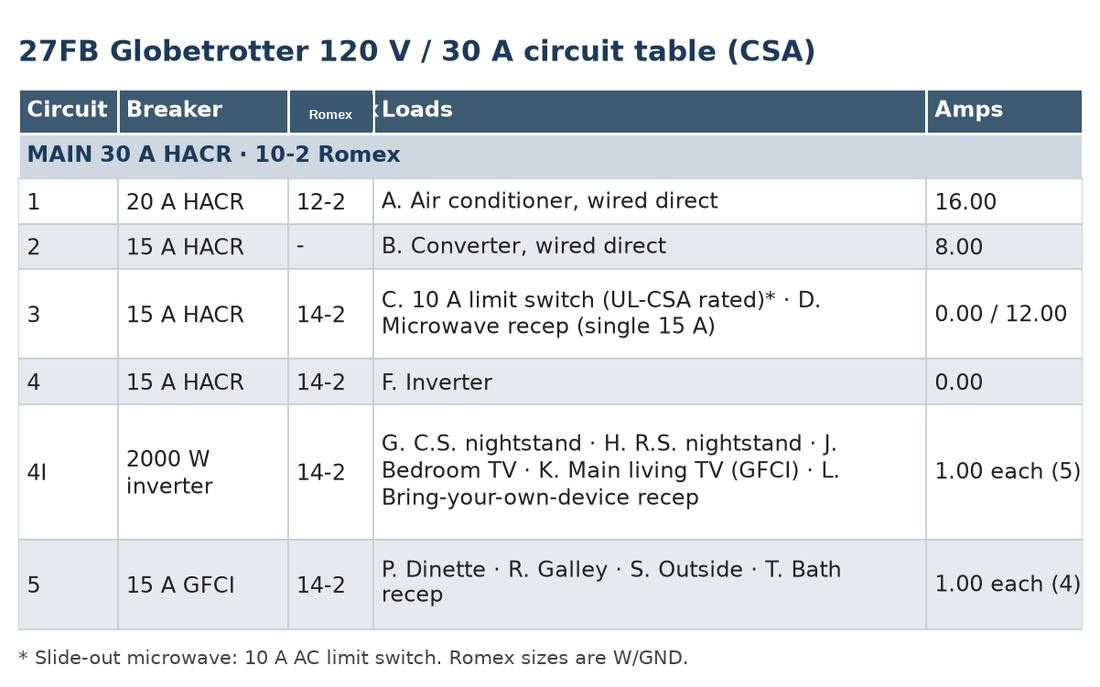 27FB Globetrotter 120 V / 30 A circuit table (CSA)
Circuit Breaker Romex Loads Amps
MAIN 30 A HACR · 10-2 Romex
1 20 A HACR 12-2 A. Air conditioner, wired direct 16.00
2 15 A HACR - B. Converter, wired direct 8.00
3 15 A HACR 14-2 C. 10 A limit switch (UL-CSA rated)* · D.
Microwave recep (single 15 A) 0.00 / 12.00
4 15 A HACR 14-2 F. Inverter 0.00
4I 2000 W
inverter 14-2 G. C.S. nightstand · H. R.S. nightstand · J.
Bedroom TV · K. Main living TV (GFCI) · L.
Bring-your-own-device recep 1.00 each (5)
5 15 A GFCI 14-2 P. Dinette · R. Galley · S. Outside · T. Bath
recep 1.00 each (4)
* Slide-out microwave: 10 A AC limit switch. Romex sizes are W/GND.